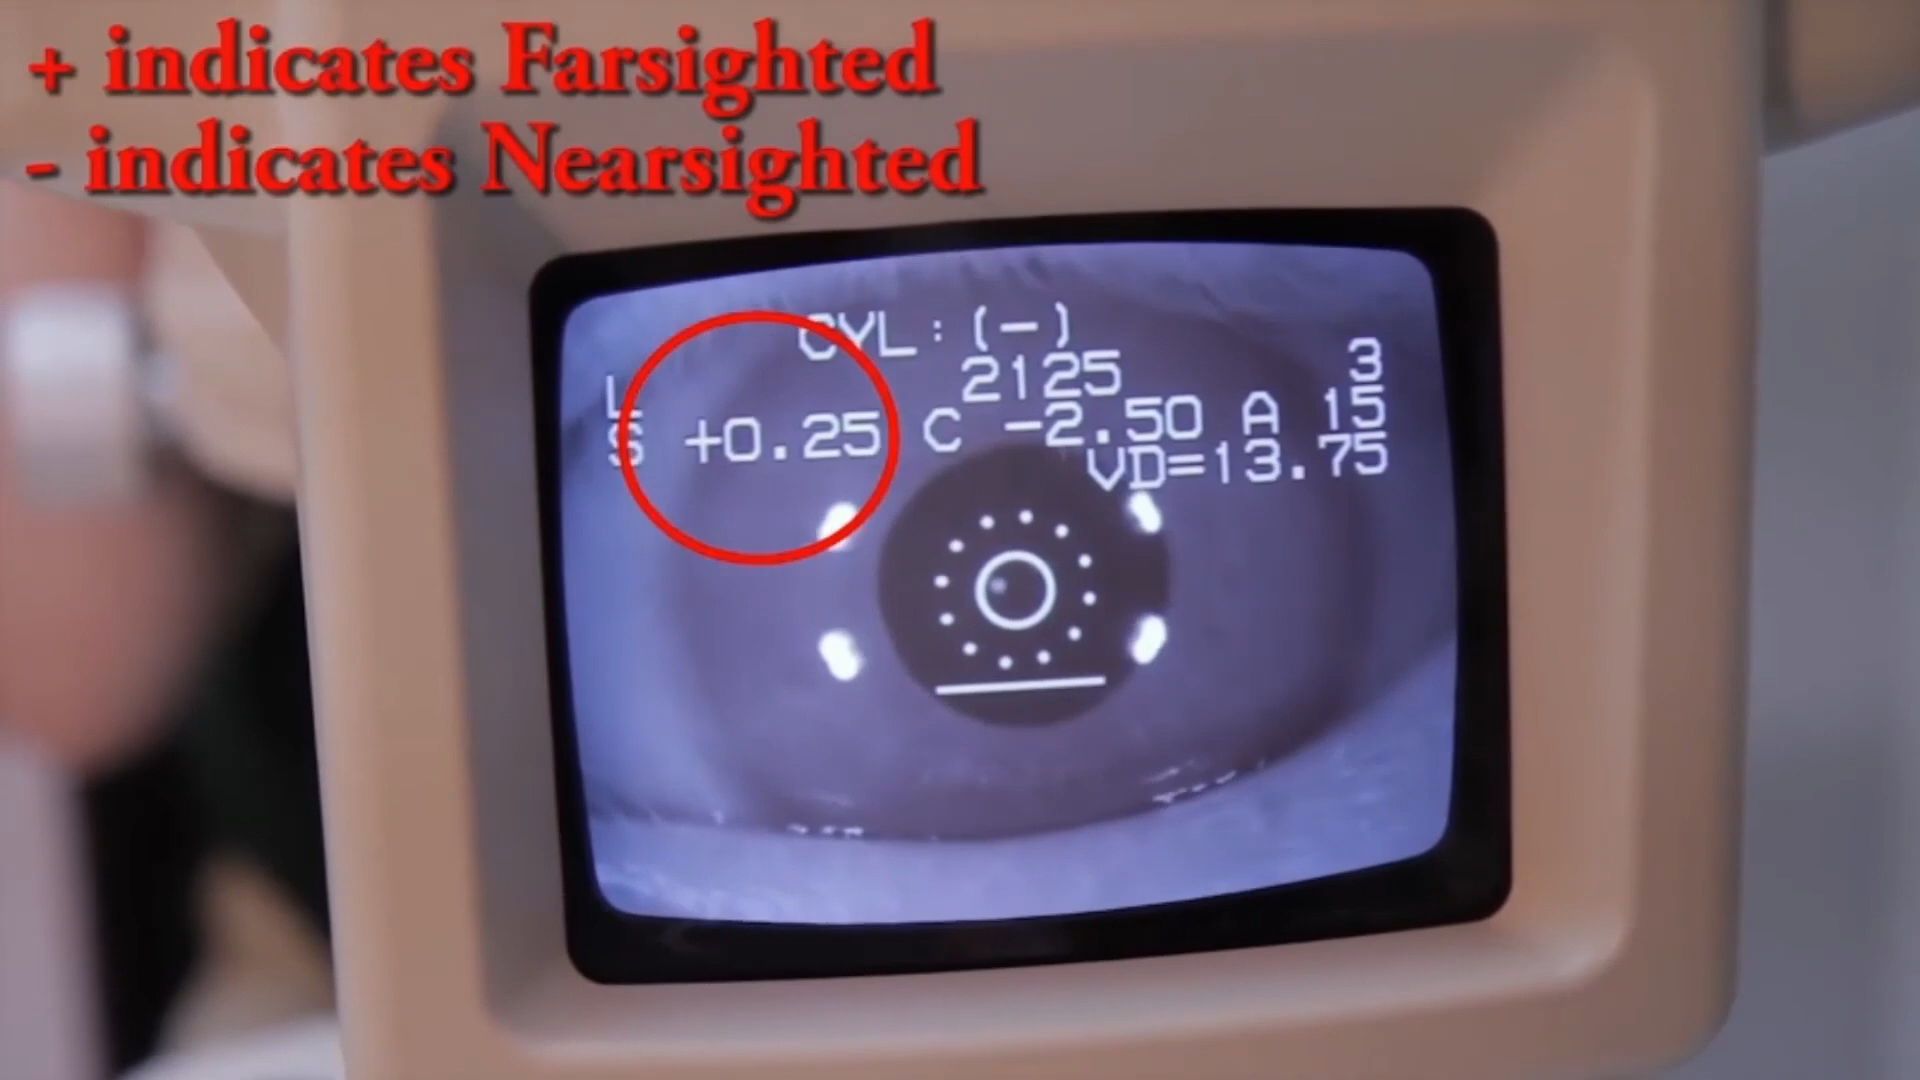 + indicates Farsighted
- indicates Nearsighted
CYL: (-)
2125 3
L
S +0.25 C -2.50 A 15
VD=13.75